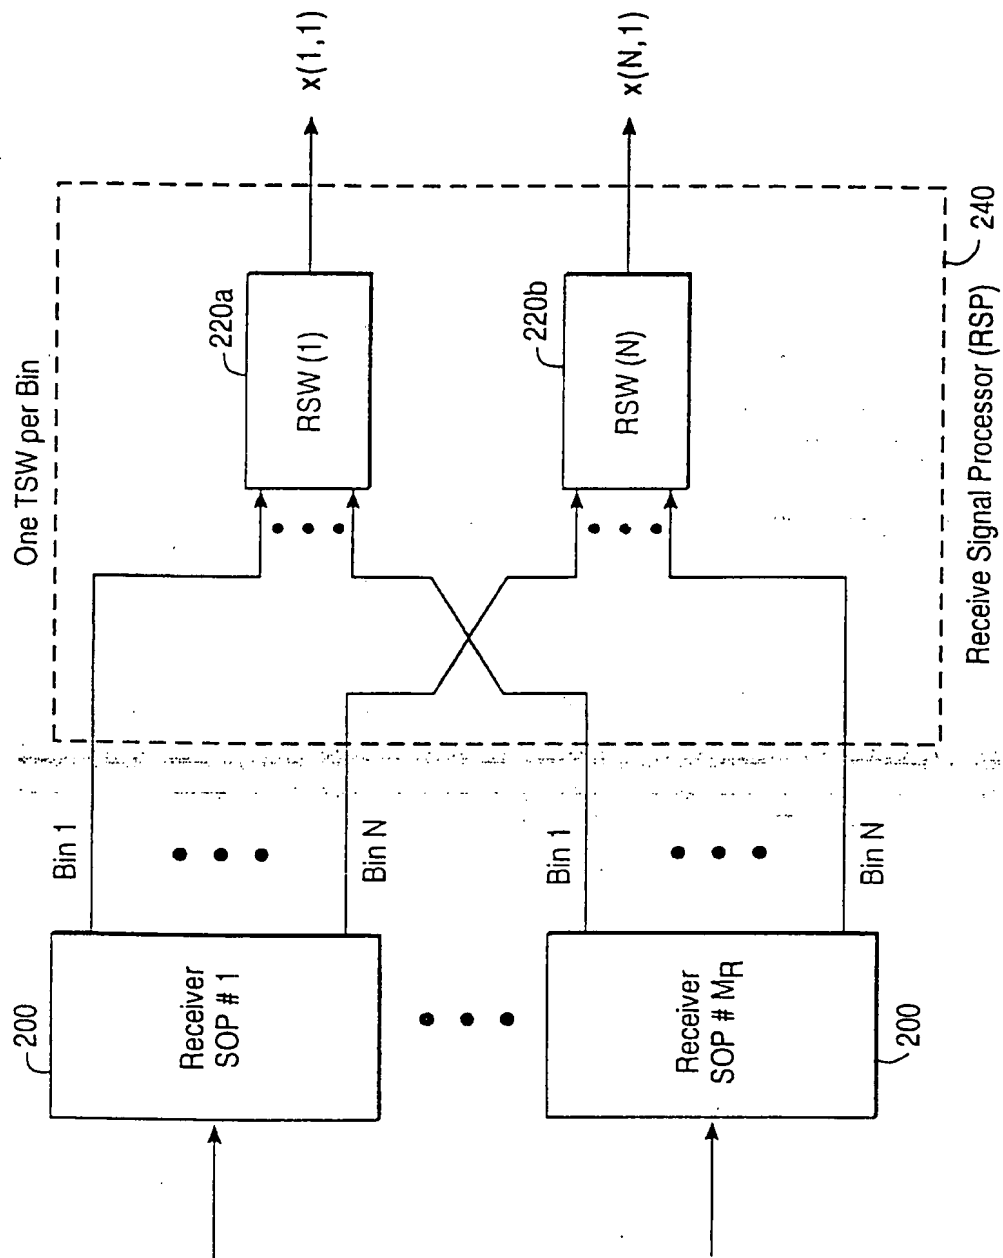 One TSW per Bin
Receiver
SOP # 1
200
Bin 1
Bin N
220a
RSW (1)
x(1,1)
Receiver
SOP # MR
200
Bin 1
Bin N
220b
RSW (N)
x(N,1)
240
Receive Signal Processor (RSP)